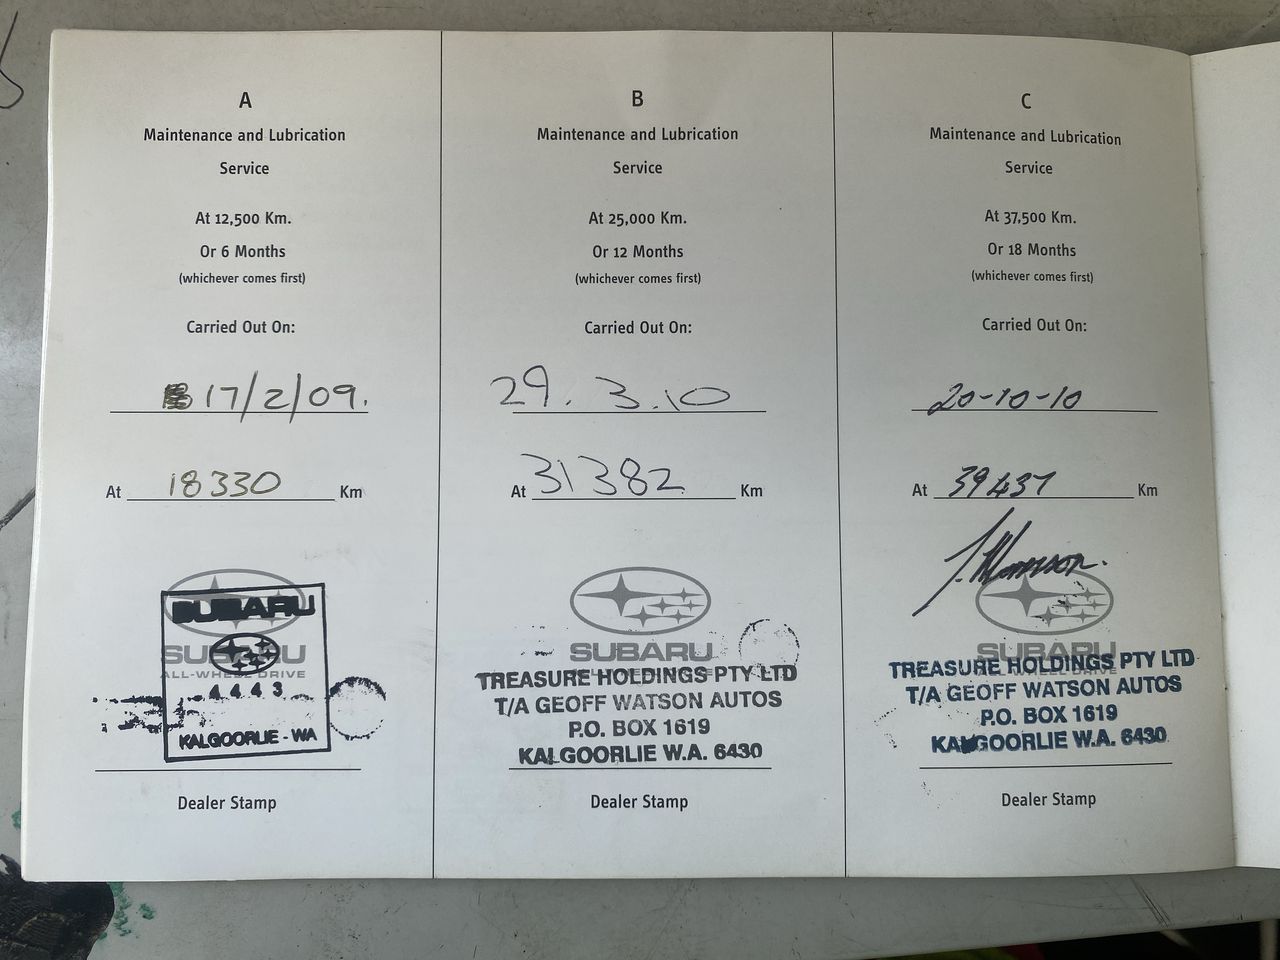 A
Maintenance and Lubrication
Service
At 12,500 Km.
Or 6 Months
(whichever comes first)
Carried Out On:
17/2/09.
At 18330 Km
SUBARU
SUBARU
ALL-WHEEL DRIVE
4443
KALGOORLIE - WA
Dealer Stamp
B
Maintenance and Lubrication
Service
At 25,000 Km.
Or 12 Months
(whichever comes first)
Carried Out On:
29.3.10
At 31382 Km
SUBARU
TREASURE HOLDINGS PTY LTD
T/A GEOFF WATSON AUTOS
P.O. BOX 1619
KALGOORLIE W.A. 6430
Dealer Stamp
C
Maintenance and Lubrication
Service
At 37,500 Km.
Or 18 Months
(whichever comes first)
Carried Out On:
20-10-10
At 39437 Km
SUBARU
TREASURE HOLDINGS PTY LTD
T/A GEOFF WATSON AUTOS
P.O. BOX 1619
KALGOORLIE W.A. 6430
Dealer Stamp